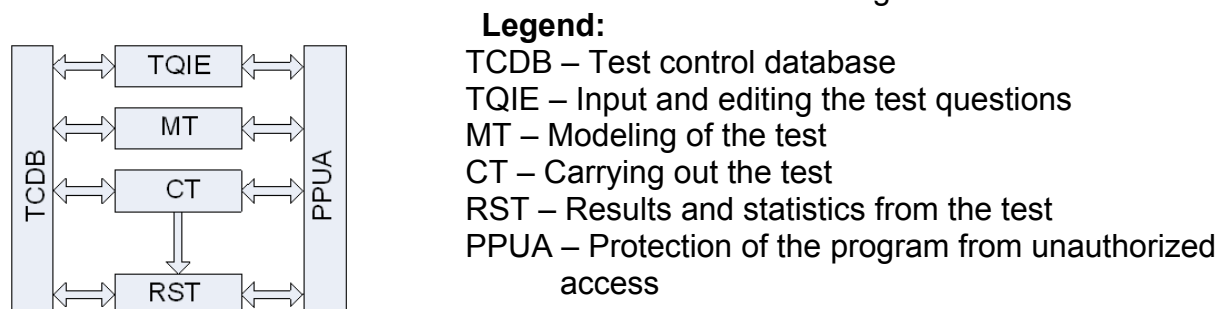 Legend:
TCDB – Test control database
TQIE – Input and editing the test questions
MT – Modeling of the test
CT – Carrying out the test
RST – Results and statistics from the test
PPUA – Protection of the program from unauthorized
access
TCDB
TQIE
MT
CT
RST
PPUA